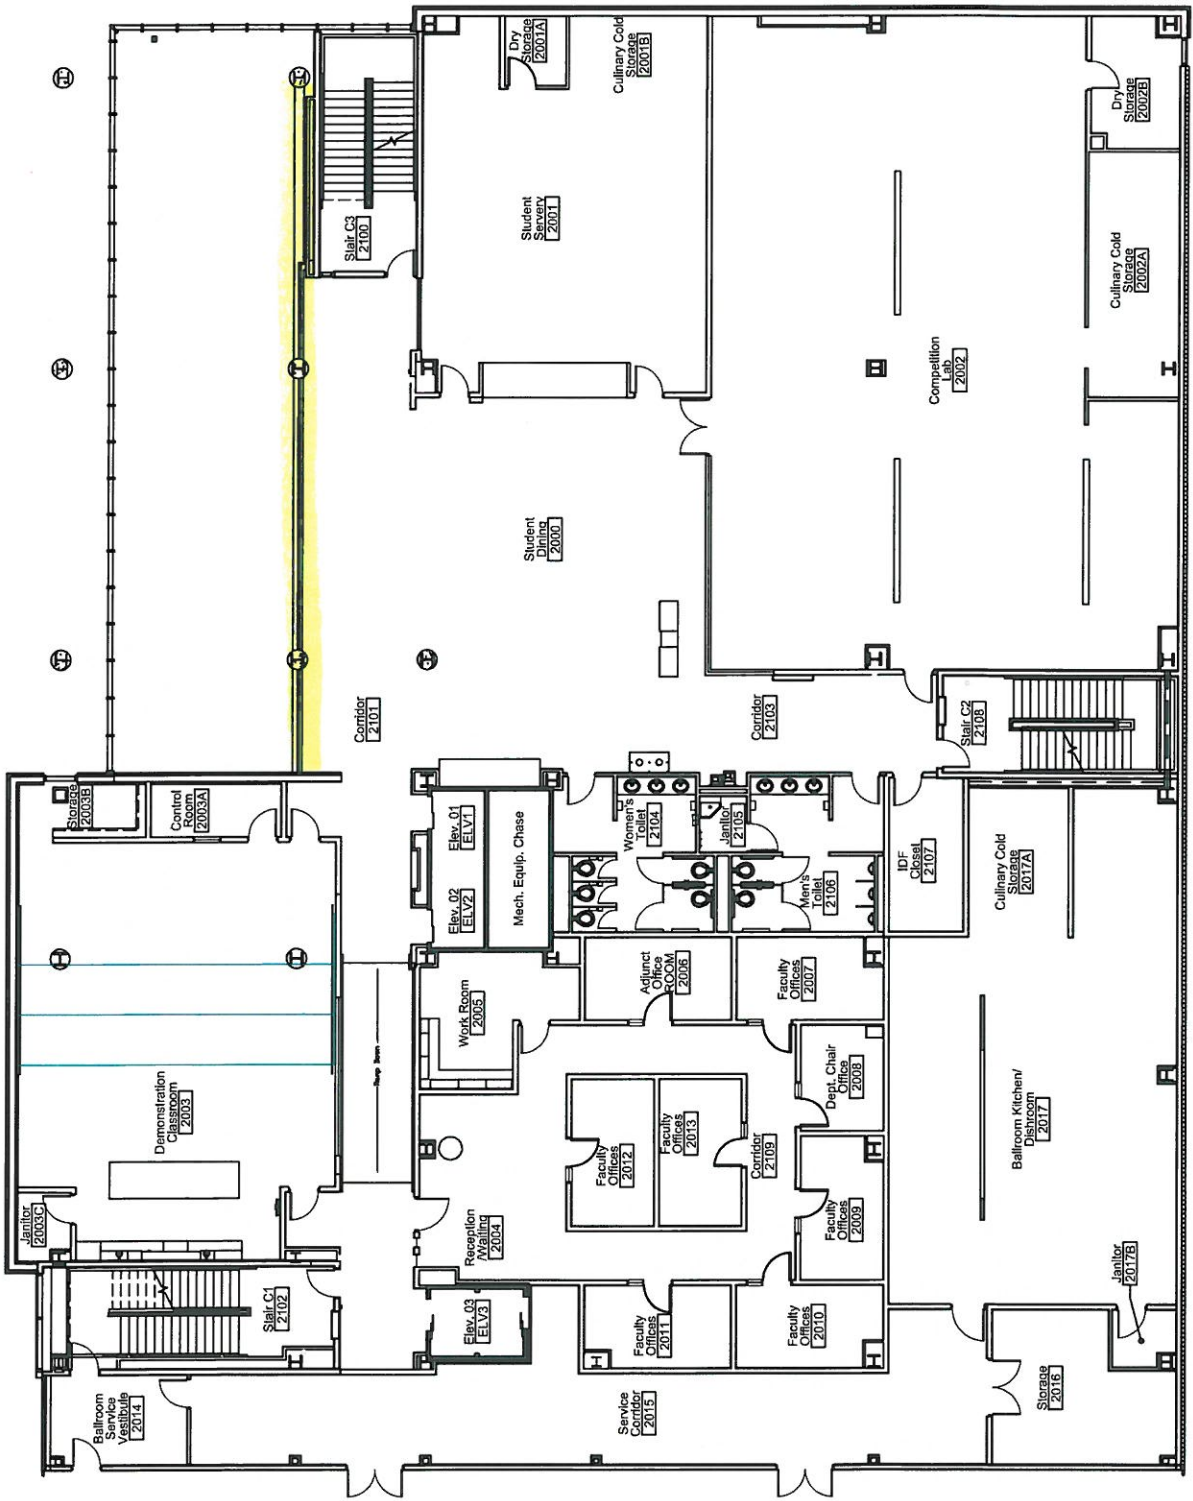 Dry
Storage
2001A
Culinary Cold
Storage
2001B
Dry
Storage
2002B
Student
Servery
2001
Stair C3
2100
Culinary Cold
Storage
2002A
Competition
Lab
2002
Student
Dining
2000
Corridor
2101
Corridor
2103
Stair C2
2108
Storage
2003B
Control
Room
2003A
Elev. 01
ELV1
Elev. 02
ELV2
Mech. Equip. Chase
Women's
Toilet
2104
Janitor
2105
Men's
Toilet
2106
IDF
Closet
2107
Culinary Cold
Storage
2017A
Work Room
2005
Adjunct
Office
ROOM
2006
Faculty
Offices
2007
Ramp Down
Demonstration
Classroom
2003
Dept. Chair
Office
2008
Faculty
Offices
2012
Faculty
Offices
2013
Corridor
2109
Ballroom Kitchen/
Dishroom
2017
Janitor
2003C
Reception
/Waiting
2004
Faculty
Offices
2009
Janitor
2017B
Stair C1
2102
Elev. 03
ELV3
Faculty
Offices
2011
Faculty
Offices
2010
Ballroom
Service
Vestibule
2014
Service
Corridor
2015
Storage
2016